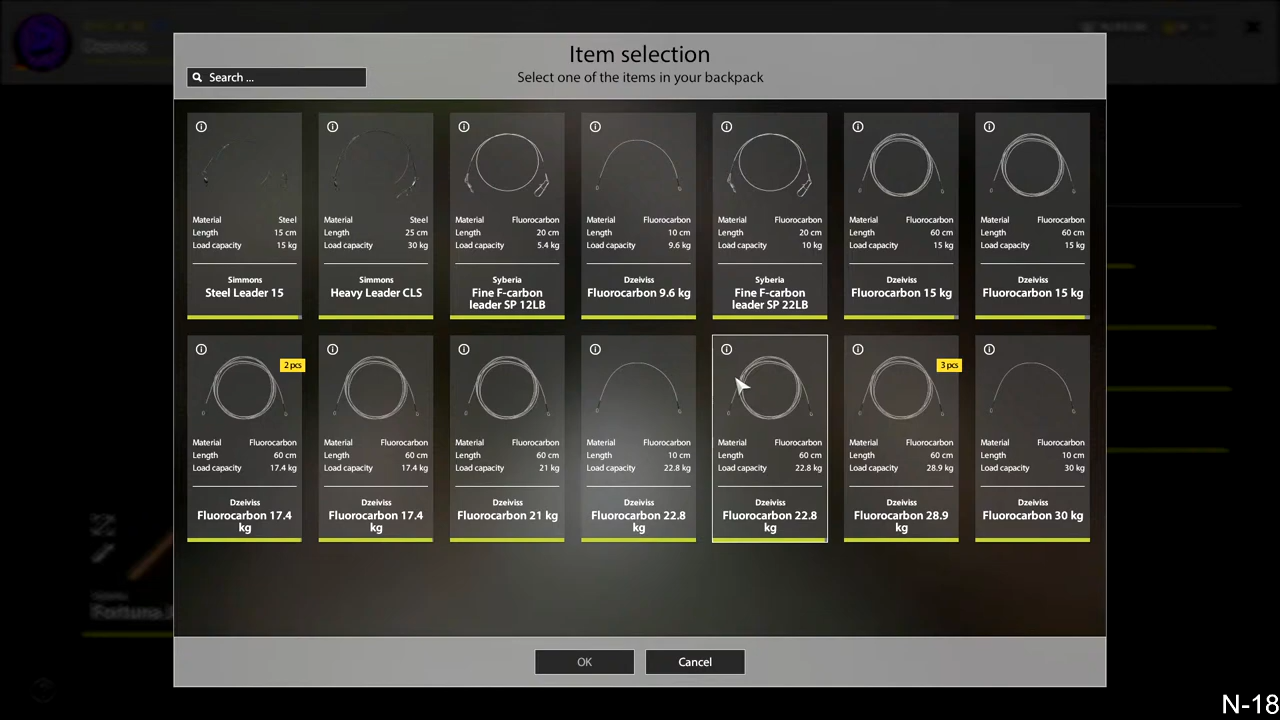 Dzeiviss
Item selection
Search ...
Select one of the items in your backpack
Material Steel
Length 15 cm
Load capacity 15 kg
Simmons
Steel Leader 15
Material Steel
Length 25 cm
Load capacity 30 kg
Simmons
Heavy Leader CLS
Material Fluorocarbon
Length 20 cm
Load capacity 5.4 kg
Syberia
Fine F-carbon
leader SP 12LB
Material Fluorocarbon
Length 10 cm
Load capacity 9.6 kg
Dzeiviss
Fluorocarbon 9.6 kg
Material Fluorocarbon
Length 20 cm
Load capacity 10 kg
Syberia
Fine F-carbon
leader SP 22LB
Material Fluorocarbon
Length 60 cm
Load capacity 15 kg
Dzeiviss
Fluorocarbon 15 kg
Material Fluorocarbon
Length 60 cm
Load capacity 15 kg
Dzeiviss
Fluorocarbon 15 kg
2 pcs
Material Fluorocarbon
Length 60 cm
Load capacity 17.4 kg
Dzeiviss
Fluorocarbon 17.4
kg
Material Fluorocarbon
Length 60 cm
Load capacity 17.4 kg
Dzeiviss
Fluorocarbon 17.4
kg
Material Fluorocarbon
Length 60 cm
Load capacity 21 kg
Dzeiviss
Fluorocarbon 21 kg
Material Fluorocarbon
Length 10 cm
Load capacity 22.8 kg
Dzeiviss
Fluorocarbon 22.8
kg
Material Fluorocarbon
Length 60 cm
Load capacity 22.8 kg
Dzeiviss
Fluorocarbon 22.8
kg
3 pcs
Material Fluorocarbon
Length 60 cm
Load capacity 28.9 kg
Dzeiviss
Fluorocarbon 28.9
kg
Material Fluorocarbon
Length 10 cm
Load capacity 30 kg
Dzeiviss
Fluorocarbon 30 kg
OK
Cancel
N-18